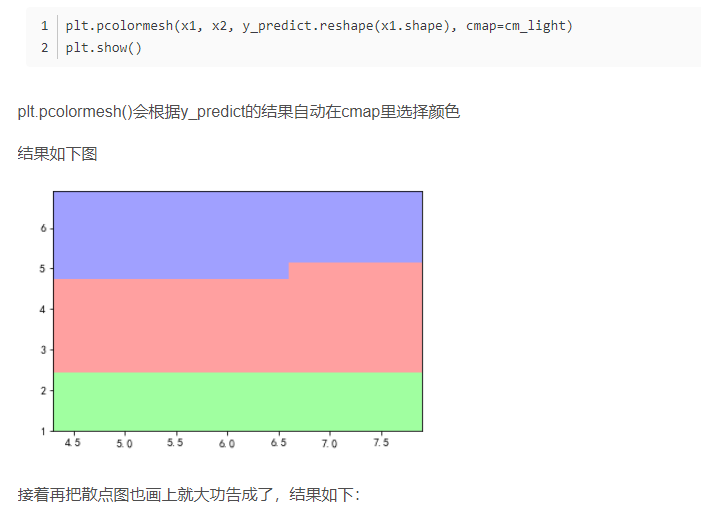 1 plt.pcolormesh(x1, x2, y_predict.reshape(x1.shape), cmap=cm_light)
2 plt.show()
plt.pcolormesh()会根据y_predict的结果自动在cmap里选择颜色
结果如下图
6
5
4
3
2
1
4.5 5.0 5.5 6.0 6.5 7.0 7.5
接着再把散点图也画上就大功告成了，结果如下：